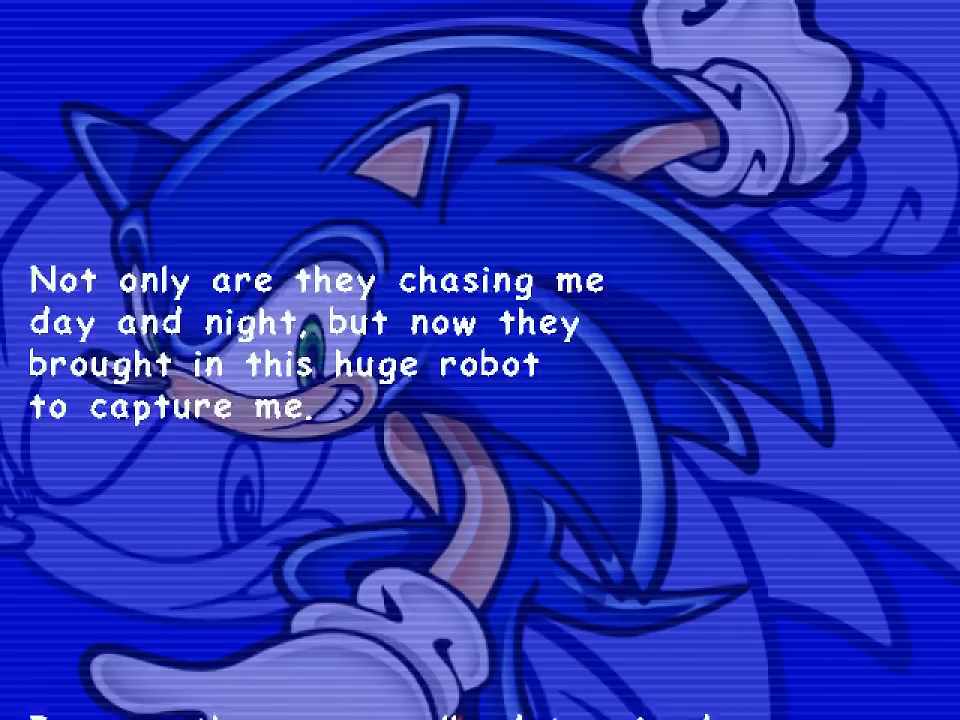 Not only are they chasing me
day and night, but now they
brought in this huge robot
to capture me.